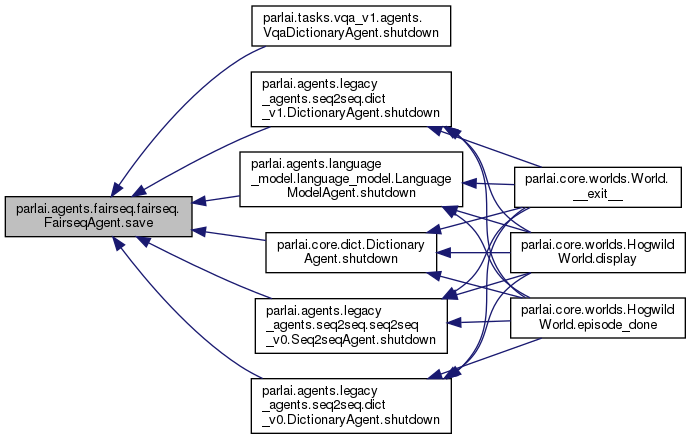 parlai.tasks.vqa_v1.agents.
VqaDictionaryAgent.shutdown
parlai.agents.legacy
_agents.seq2seq.dict
_v1.DictionaryAgent.shutdown
parlai.agents.language
_model.language_model.Language
ModelAgent.shutdown
parlai.core.worlds.World.
__exit__
parlai.agents.fairseq.fairseq.
FairseqAgent.save
parlai.core.dict.Dictionary
Agent.shutdown
parlai.core.worlds.Hogwild
World.display
parlai.agents.legacy
_agents.seq2seq.seq2seq
_v0.Seq2seqAgent.shutdown
parlai.core.worlds.Hogwild
World.episode_done
parlai.agents.legacy
_agents.seq2seq.dict
_v0.DictionaryAgent.shutdown